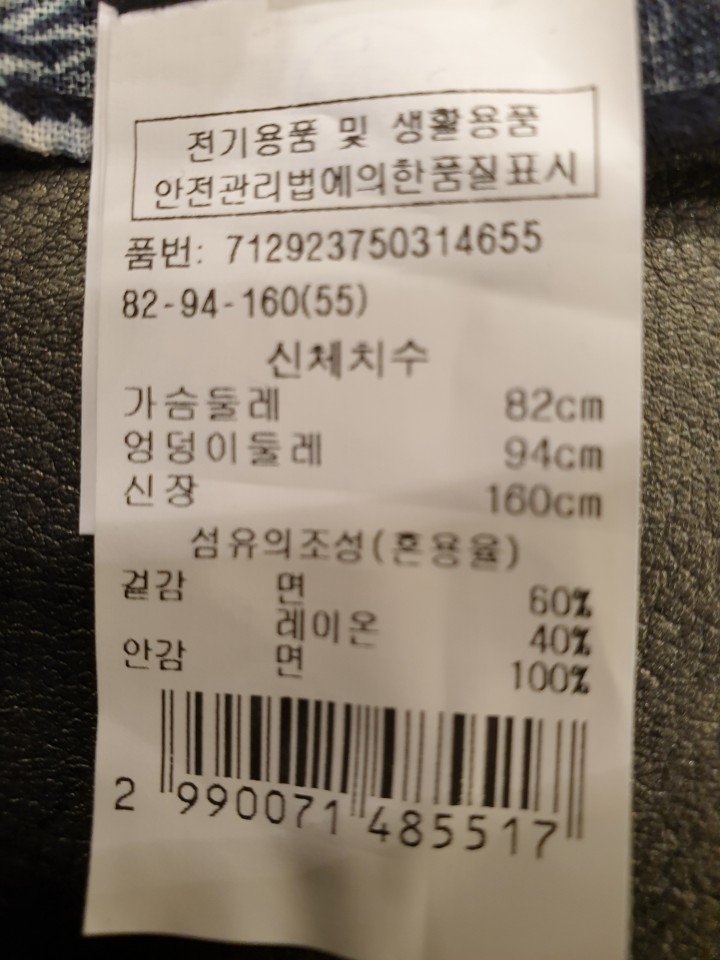 전기용품 및 생활용품
안전관리법에의한품질표시
품번: 712923750314655
82-94-160(55)
신체치수
가슴둘레 82cm
엉덩이둘레 94cm
신장 160cm
섬유의조성(혼용율)
겉감 면 60%
레이온 40%
안감 면 100%
2 990071 485517